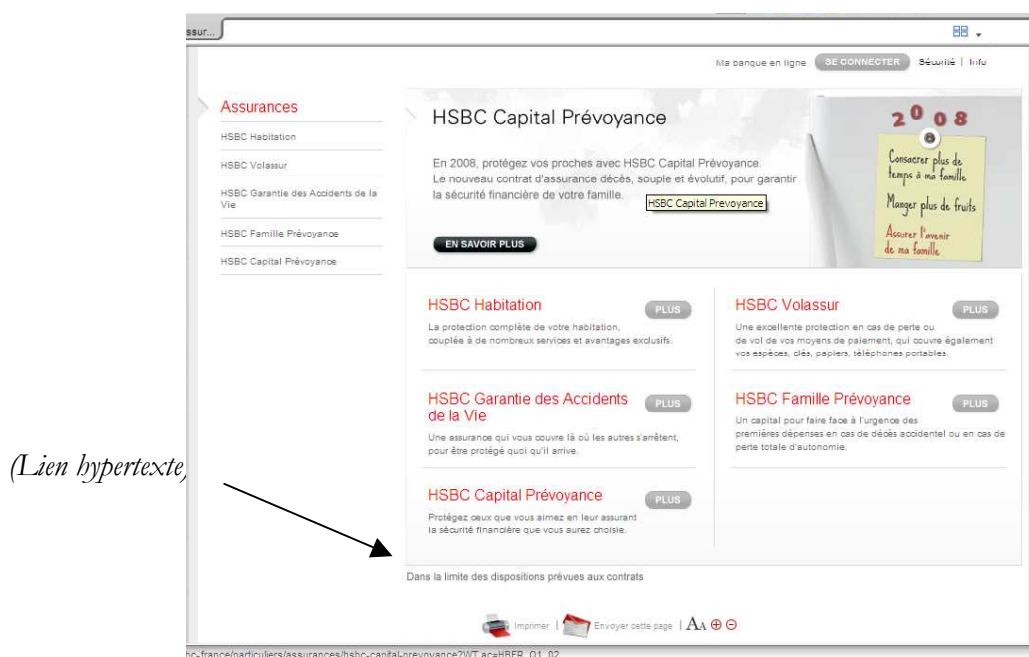 ssur...
Ma banque en ligne SE CONNECTER Sécurité | Info
Assurances
HSBC Habitation
HSBC Volassur
HSBC Garantie des Accidents de la
Vie
HSBC Famille Prévoyance
HSBC Capital Prévoyance
HSBC Capital Prévoyance
En 2008, protégez vos proches avec HSBC Capital Prévoyance.
Le nouveau contrat d'assurance décès, souple et évolutif, pour garantir
la sécurité financière de votre famille.
HSBC Capital Prevoyance
EN SAVOIR PLUS
2008
Consacrer plus de
temps à ma famille
Manger plus de fruits
Assurer l'avenir
de ma famille
HSBC Habitation PLUS
La protection complète de votre habitation,
couplée à de nombreux services et avantages exclusifs.
HSBC Volassur PLUS
Une excellente protection en cas de perte ou
de vol de vos moyens de paiement, qui couvre également
vos espèces, clés, papiers, téléphones portables.
HSBC Garantie des Accidents PLUS
de la Vie
Une assurance qui vous couvre là où les autres s'arrêtent,
pour être protégé quoi qu'il arrive.
HSBC Famille Prévoyance PLUS
Un capital pour faire face à l'urgence des
premières dépenses en cas de décès accidentel ou en cas de
perte totale d'autonomie.
(Lien hypertexte)
HSBC Capital Prévoyance PLUS
Protégez ceux que vous aimez en leur assurant
la sécurité financière que vous aurez choisie.
Dans la limite des dispositions prévues aux contrats
Imprimer | Envoyer cette page | AA
bc-france/particuliers/assurances/hsbc-capital-prevoyance?WT.ac=HBFR_O1_02